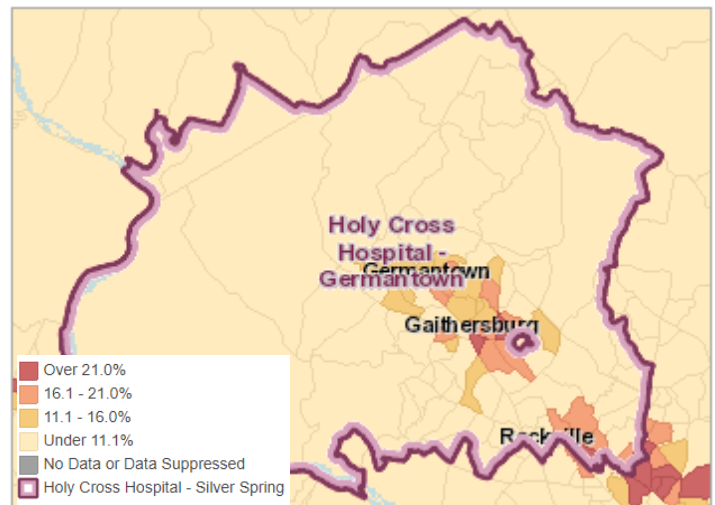 Holy Cross
Hospital -
Germantown
Germantown
Gaithersburg
Rockville
Over 21.0%
16.1 - 21.0%
11.1 - 16.0%
Under 11.1%
No Data or Data Suppressed
Holy Cross Hospital - Silver Spring